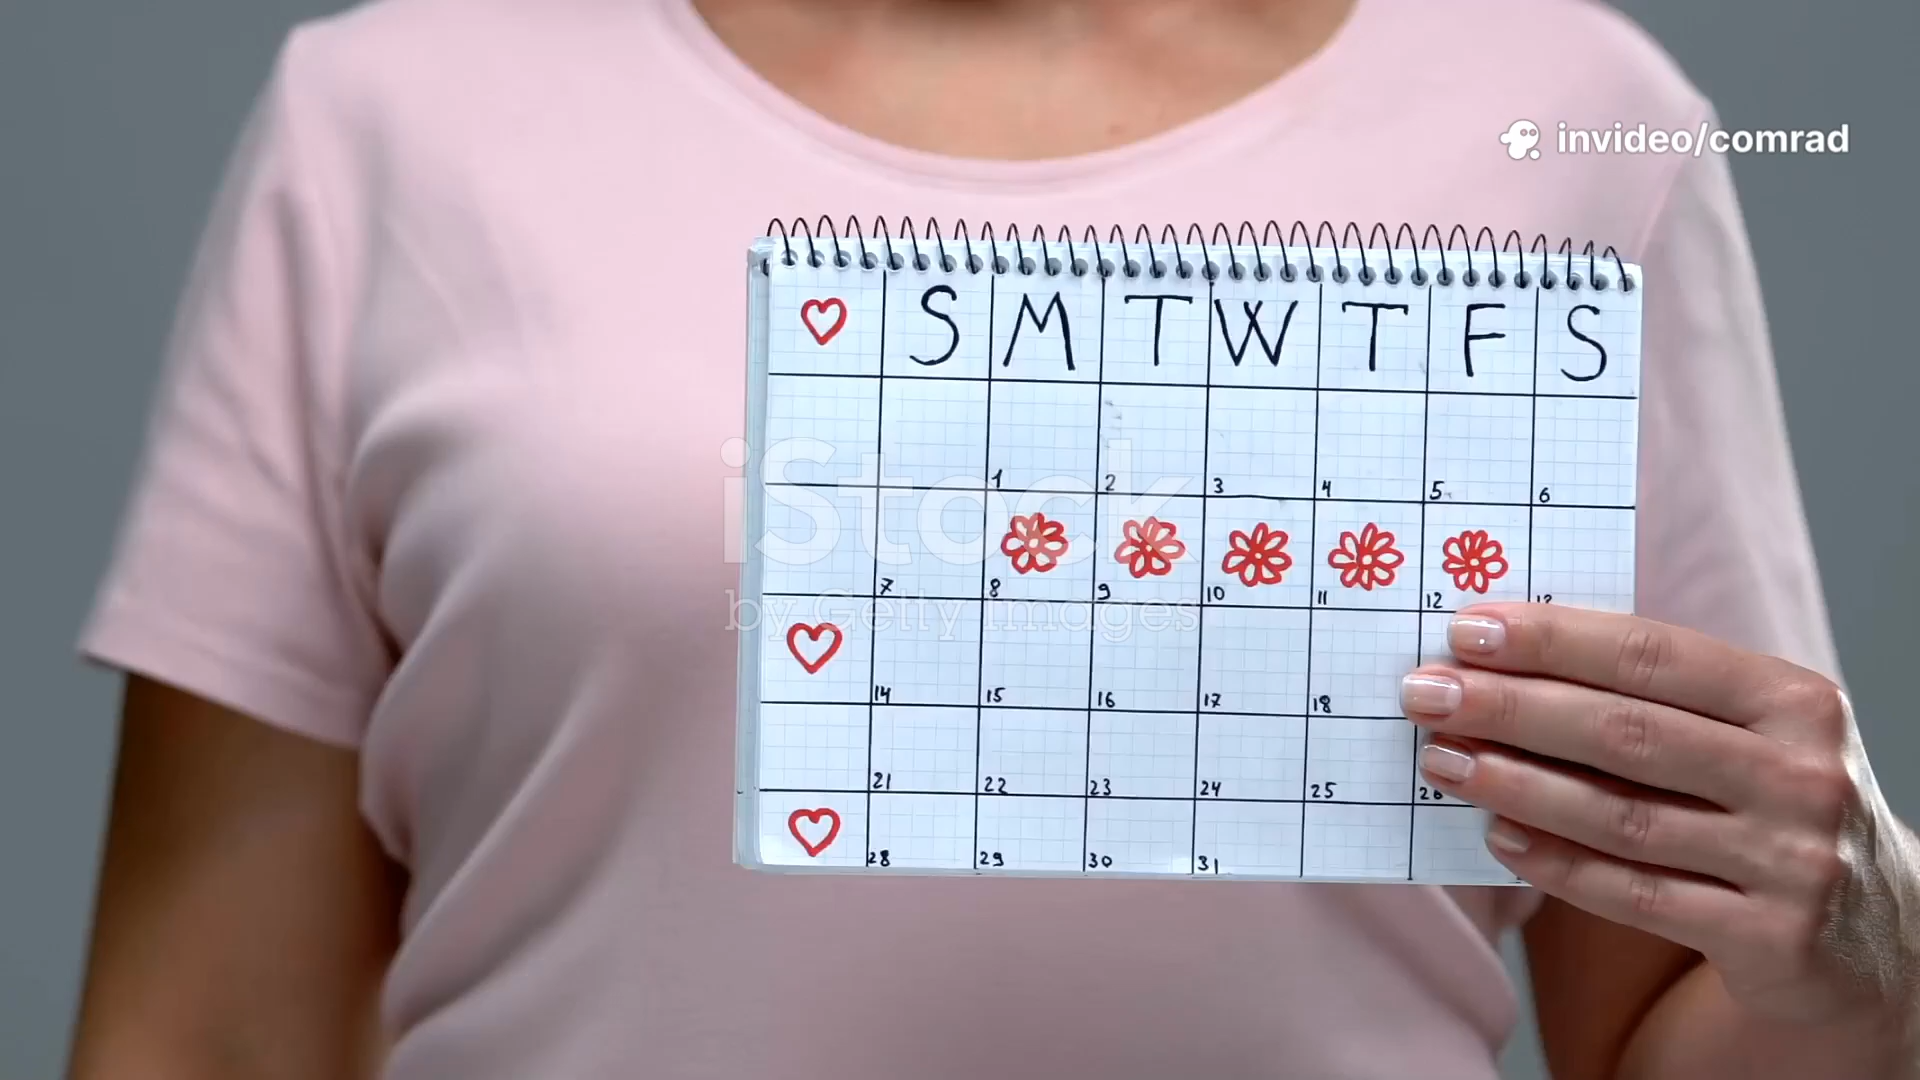 invideo/comrad
S M T W T F S
iStock
by Getty Images
1 2 3 4 5 6
7 8 9 10 11 12
14 15 16 17 18
21 22 23 24 25 26
28 29 30 31